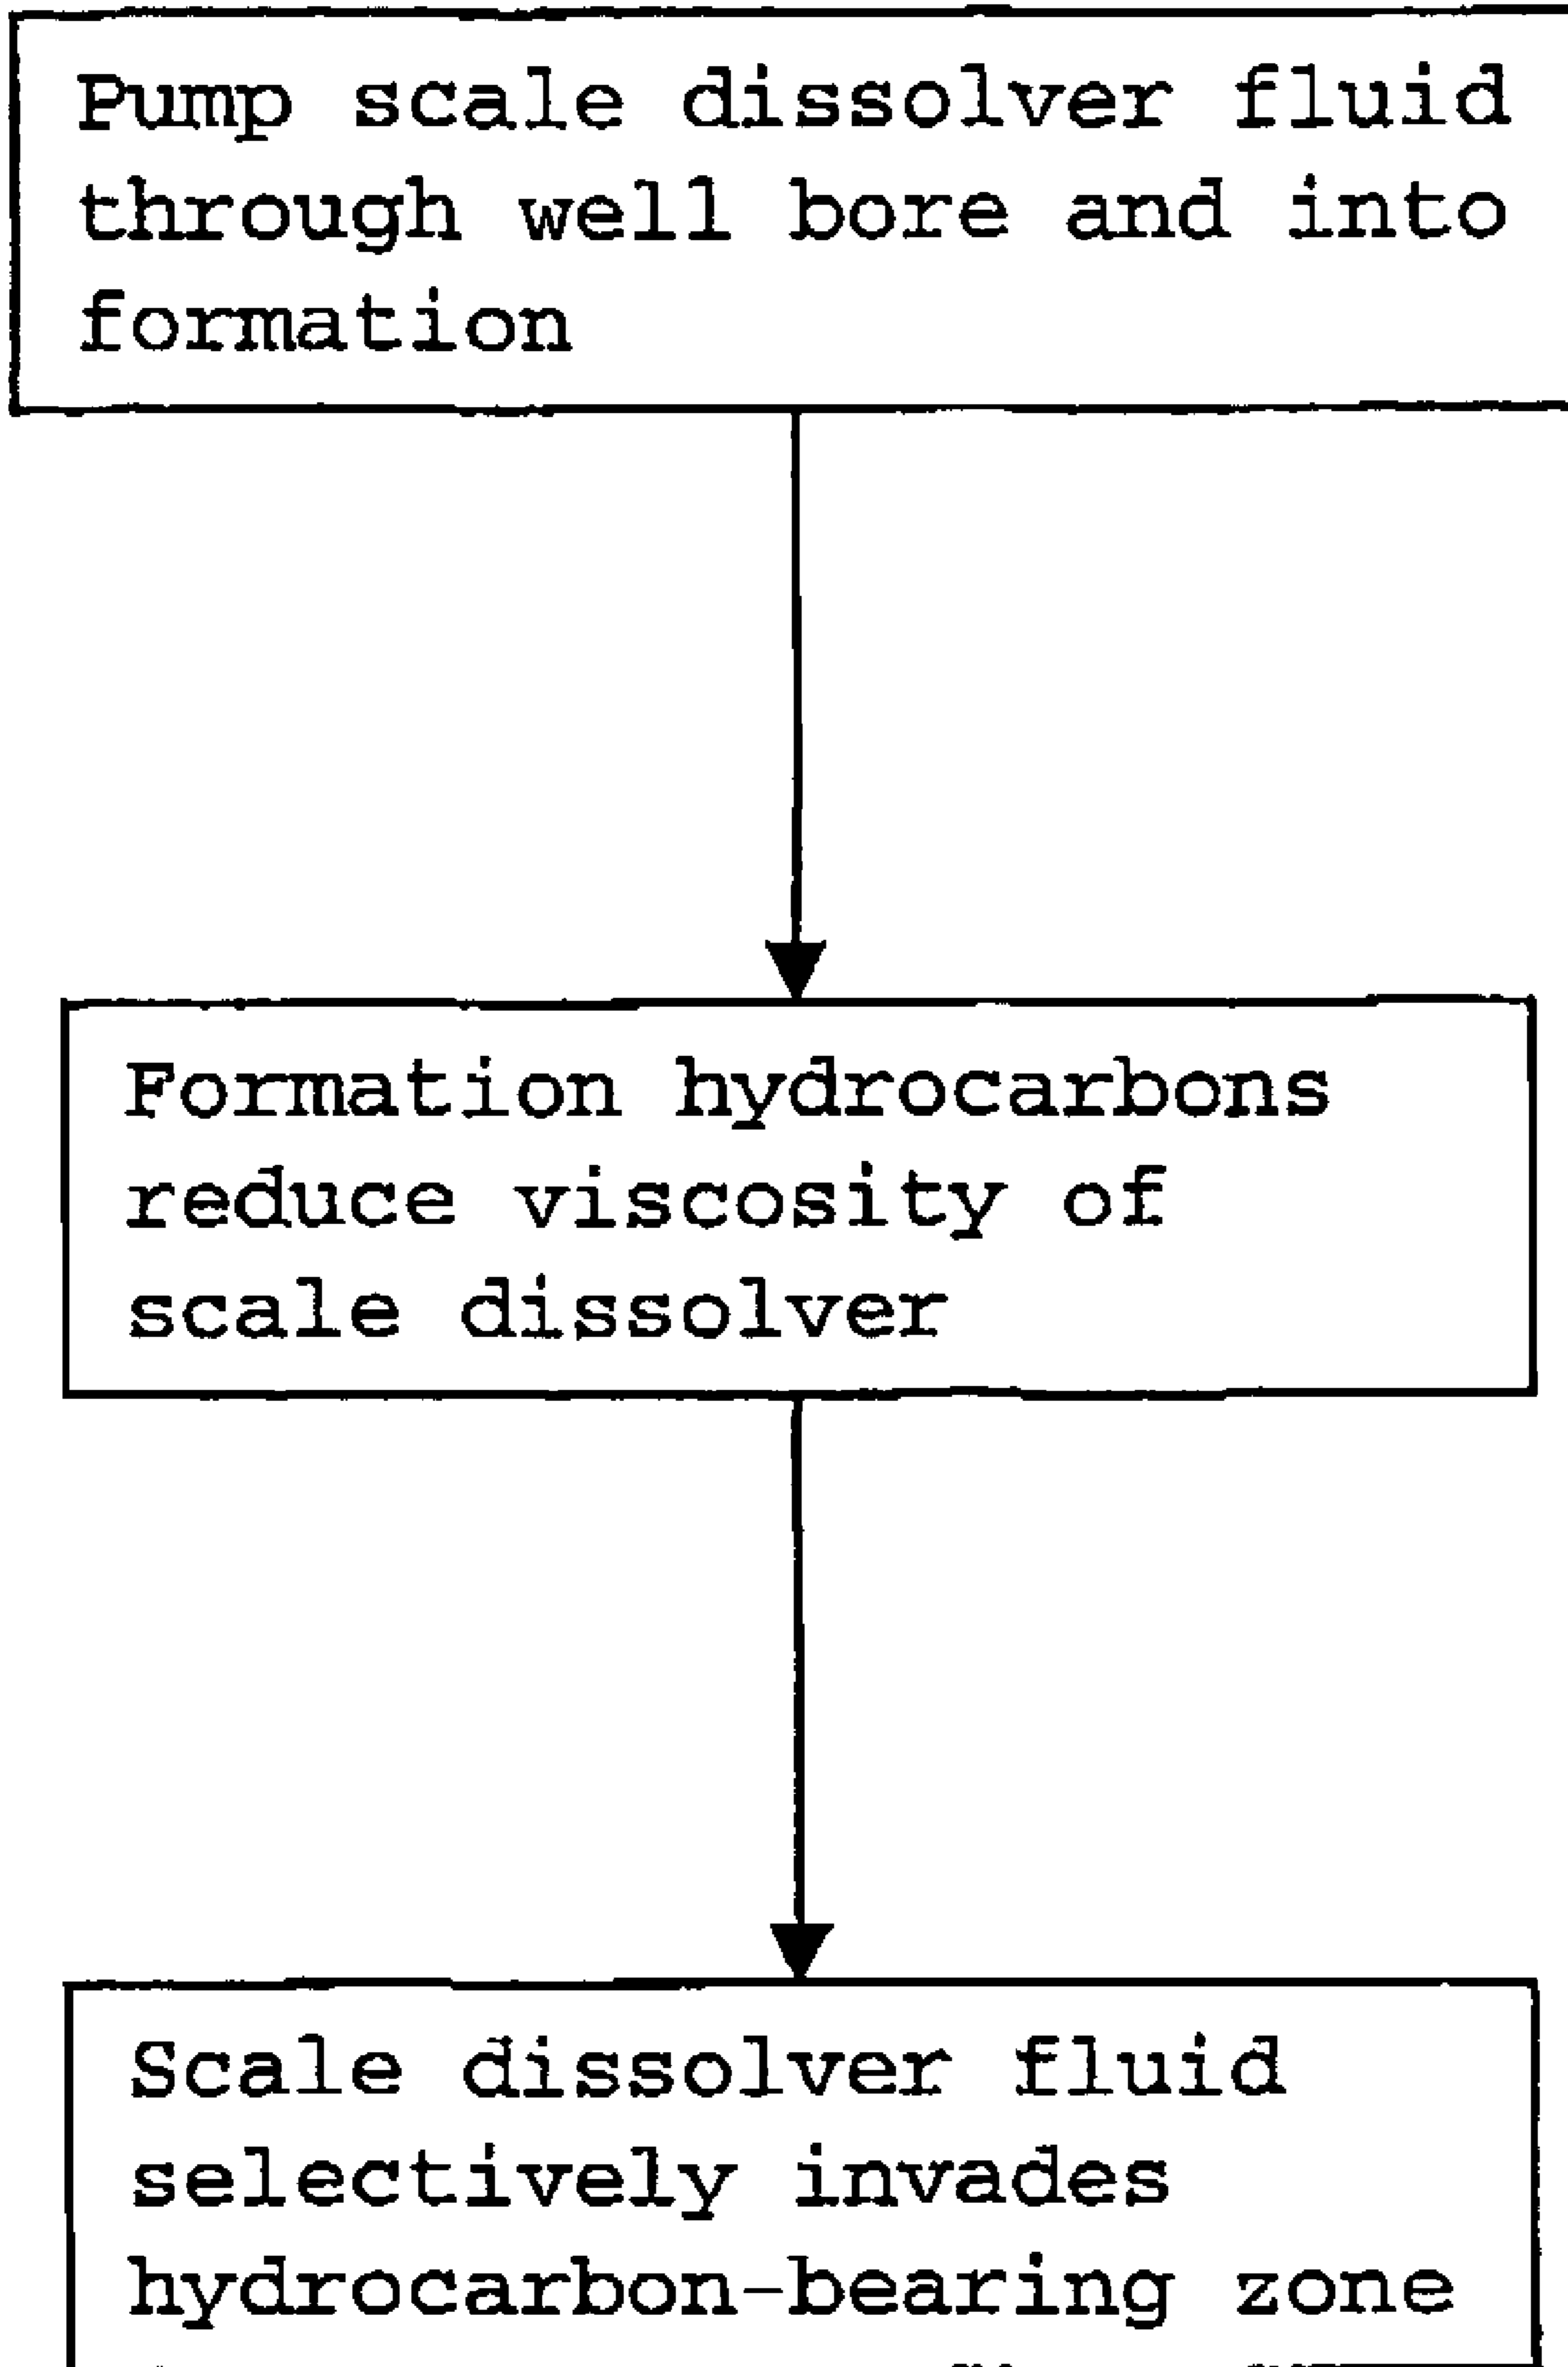 Pump scale dissolver fluid
through well bore and into
formation
Formation hydrocarbons
reduce viscosity of
scale dissolver
Scale dissolver fluid
selectively invades
hydrocarbon-bearing zone